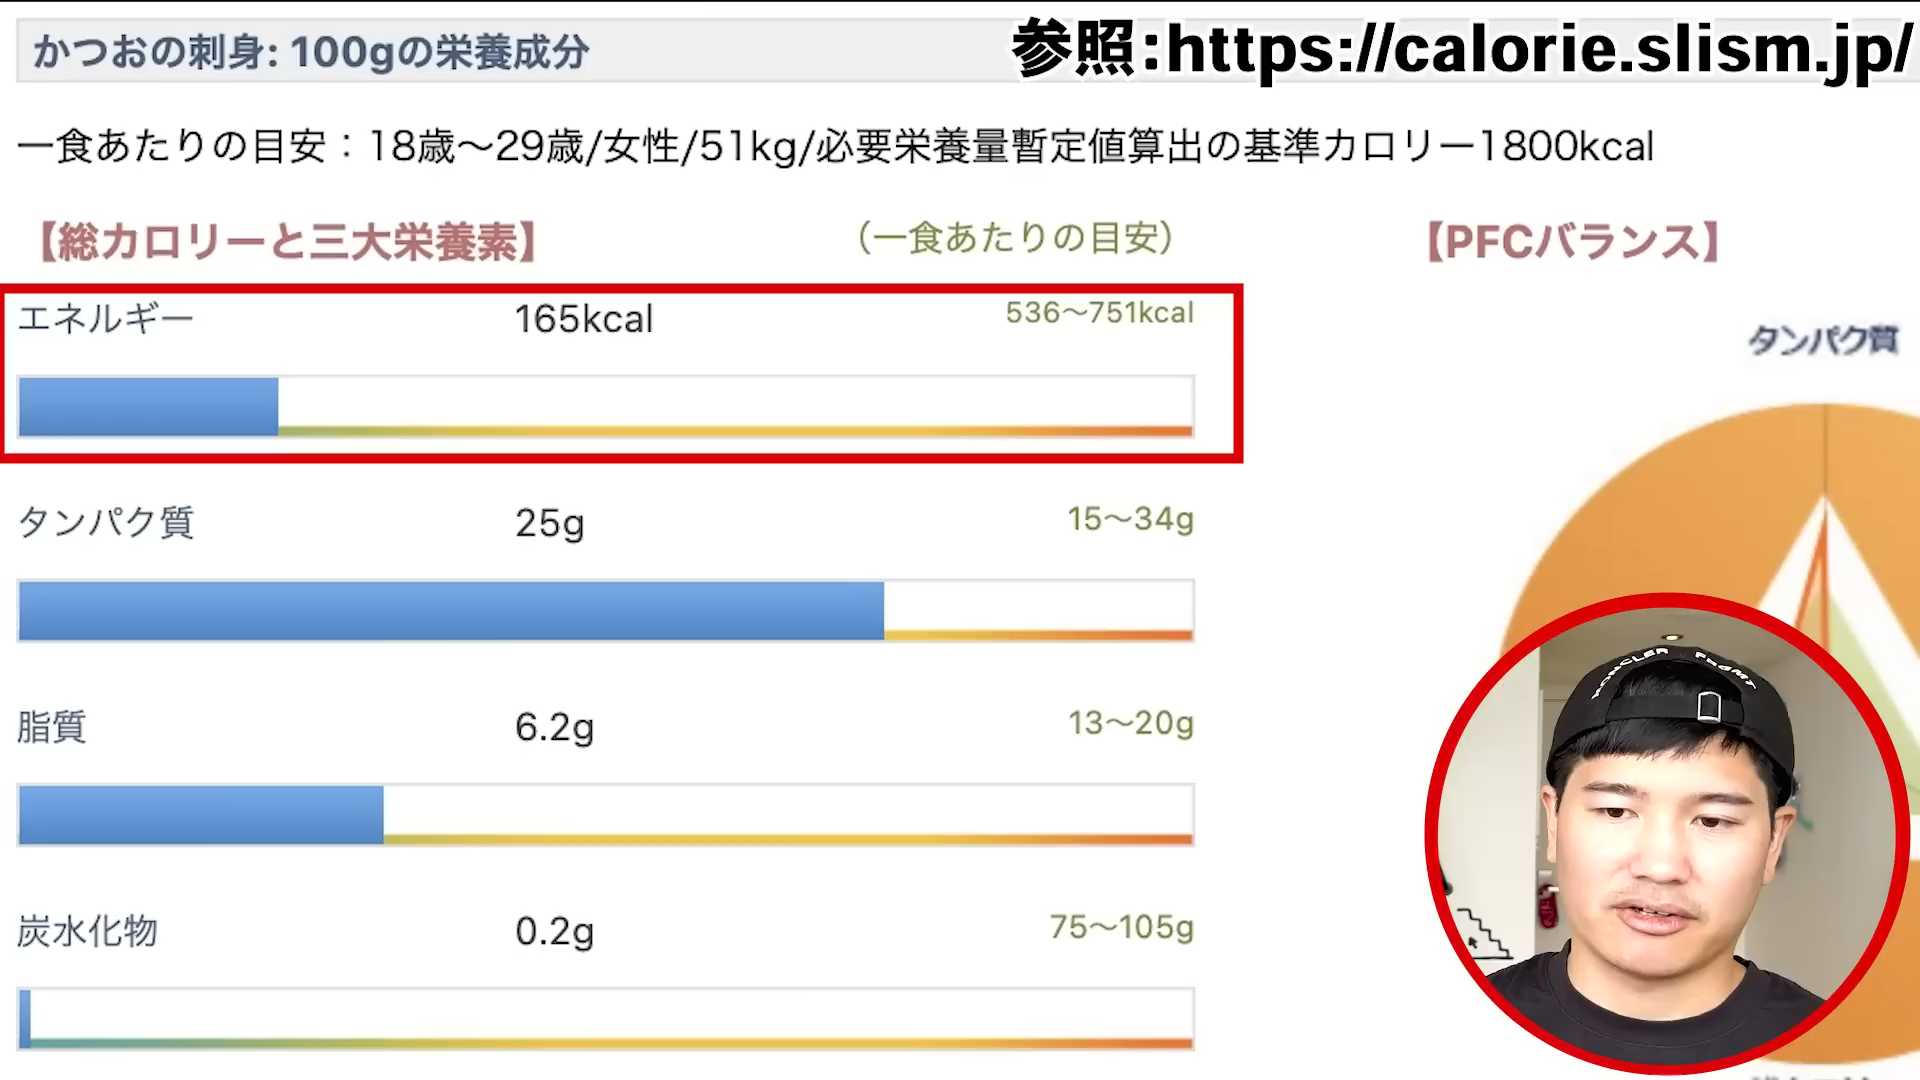 かつおの刺身: 100gの栄養成分
参照:https://calorie.slism.jp/
一食あたりの目安：18歳〜29歳/女性/51kg/必要栄養量暫定値算出の基準カロリー1800kcal
【総カロリーと三大栄養素】
（一食あたりの目安）
【PFCバランス】
エネルギー
165kcal
536〜751kcal
タンパク質
タンパク質
25g
15〜34g
脂質
6.2g
13〜20g
炭水化物
0.2g
75〜105g